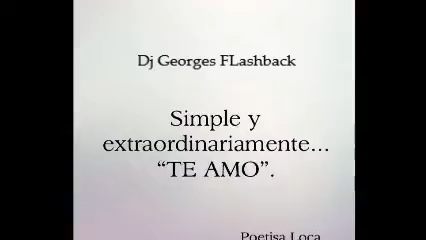 Dj Georges FLashback
Simple y
extraordinariamente...
“TE AMO”.
Poetisa Loca